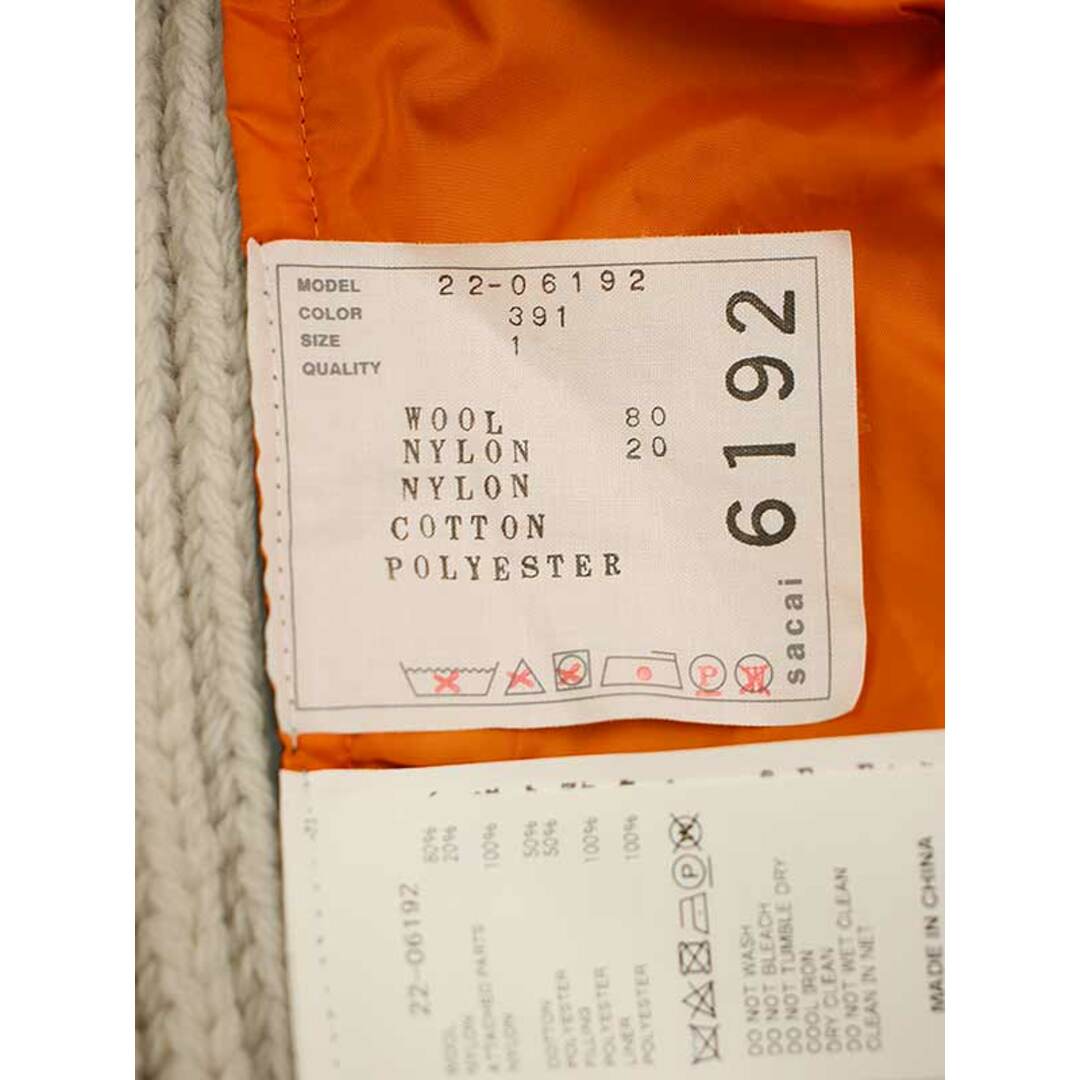 MODEL 22-06192
COLOR 391
SIZE 1
QUALITY
WOOL 80
NYLON 20
NYLON
COTTON
POLYESTER
P W
6192
sacai
22-06192
WOOL 80%
NYLON 20%
ATTACHED PARTS
NYLON 100%
COTTON 50%
POLYESTER 50%
FILLING
POLYESTER 100%
LINER
POLYESTER 100%
P W
DO NOT WASH
DO NOT BLEACH
DO NOT TUMBLE DRY
COOL IRON
DRY CLEAN
DO NOT WET CLEAN
CLEAN IN NET
MADE IN CHINA